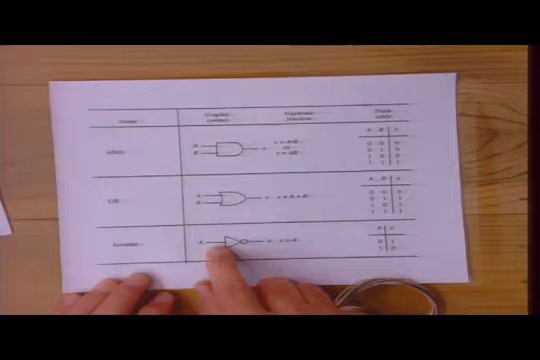 Name Graphic symbol Algebraic function Truth table
AND A B x x = A•B or x = AB A B x
0 0 0
0 1 0
1 0 0
1 1 1
OR A B x x = A + B A B x
0 0 0
0 1 1
1 0 1
1 1 1
Inverter A x x = A' A x
0 1
1 0